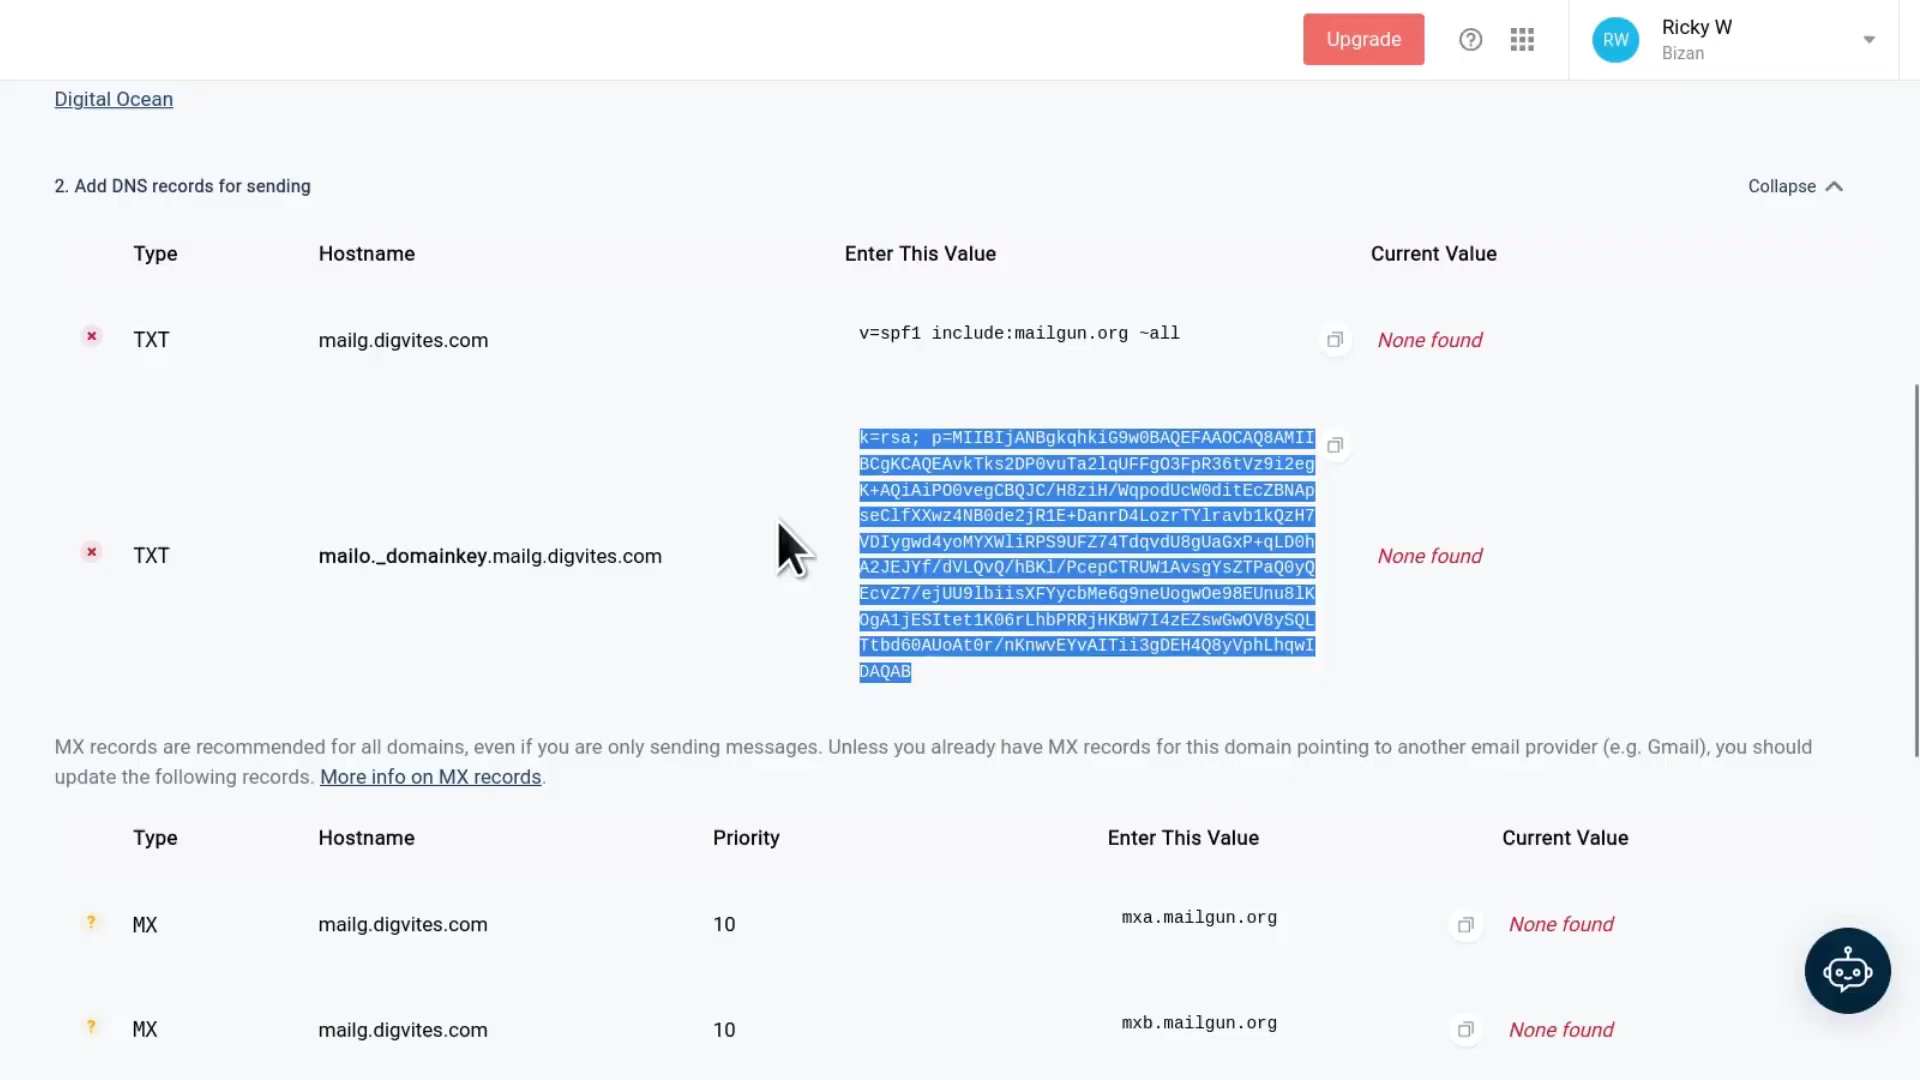 Upgrade
RW
Ricky W
Bizan
Digital Ocean
2. Add DNS records for sending
Collapse
Type Hostname Enter This Value Current Value
TXT mailg.digvites.com v=spf1 include:mailgun.org ~all None found
k=rsa; p=MIIBIjANBgkqhkiG9w0BAQEFAAOCAQ8AMII
BCgKCAQEAvkTks2DP0vuTa2lqUFFgO3FpR36tVz9i2eg
K+AQiAiPO0vegCBQJC/H8ziH/WqpodUcW0ditEcZBNAp
seClfXXwz4NB0de2jR1E+DanrD4LozrTYlravb1kQzH7
VDIygwd4yoMYXWliRPS9UFZ74TdqvdU8gUaGxP+qLD0h
TXT mailo._domainkey.mailg.digvites.com None found
A2JEJYf/dVLQvQ/hBKl/PcepCTRUW1AvsgYsZTPaQ0yQ
EcvZ7/ejUU9lbiisXFYycbMe6g9neUogwOe98EUnu8lK
OgA1jESItet1K06rLhbPRRjHKBW7I4zEZswGwOV8ySQL
Ttbd60AUoAt0r/nKnwvEYvAITii3gDEH4Q8yVphLhqwI
DAQAB
MX records are recommended for all domains, even if you are only sending messages. Unless you already have MX records for this domain pointing to another email provider (e.g. Gmail), you should
update the following records. More info on MX records.
Type Hostname Priority Enter This Value Current Value
MX mailg.digvites.com 10 mxa.mailgun.org None found
MX mailg.digvites.com 10 mxb.mailgun.org None found